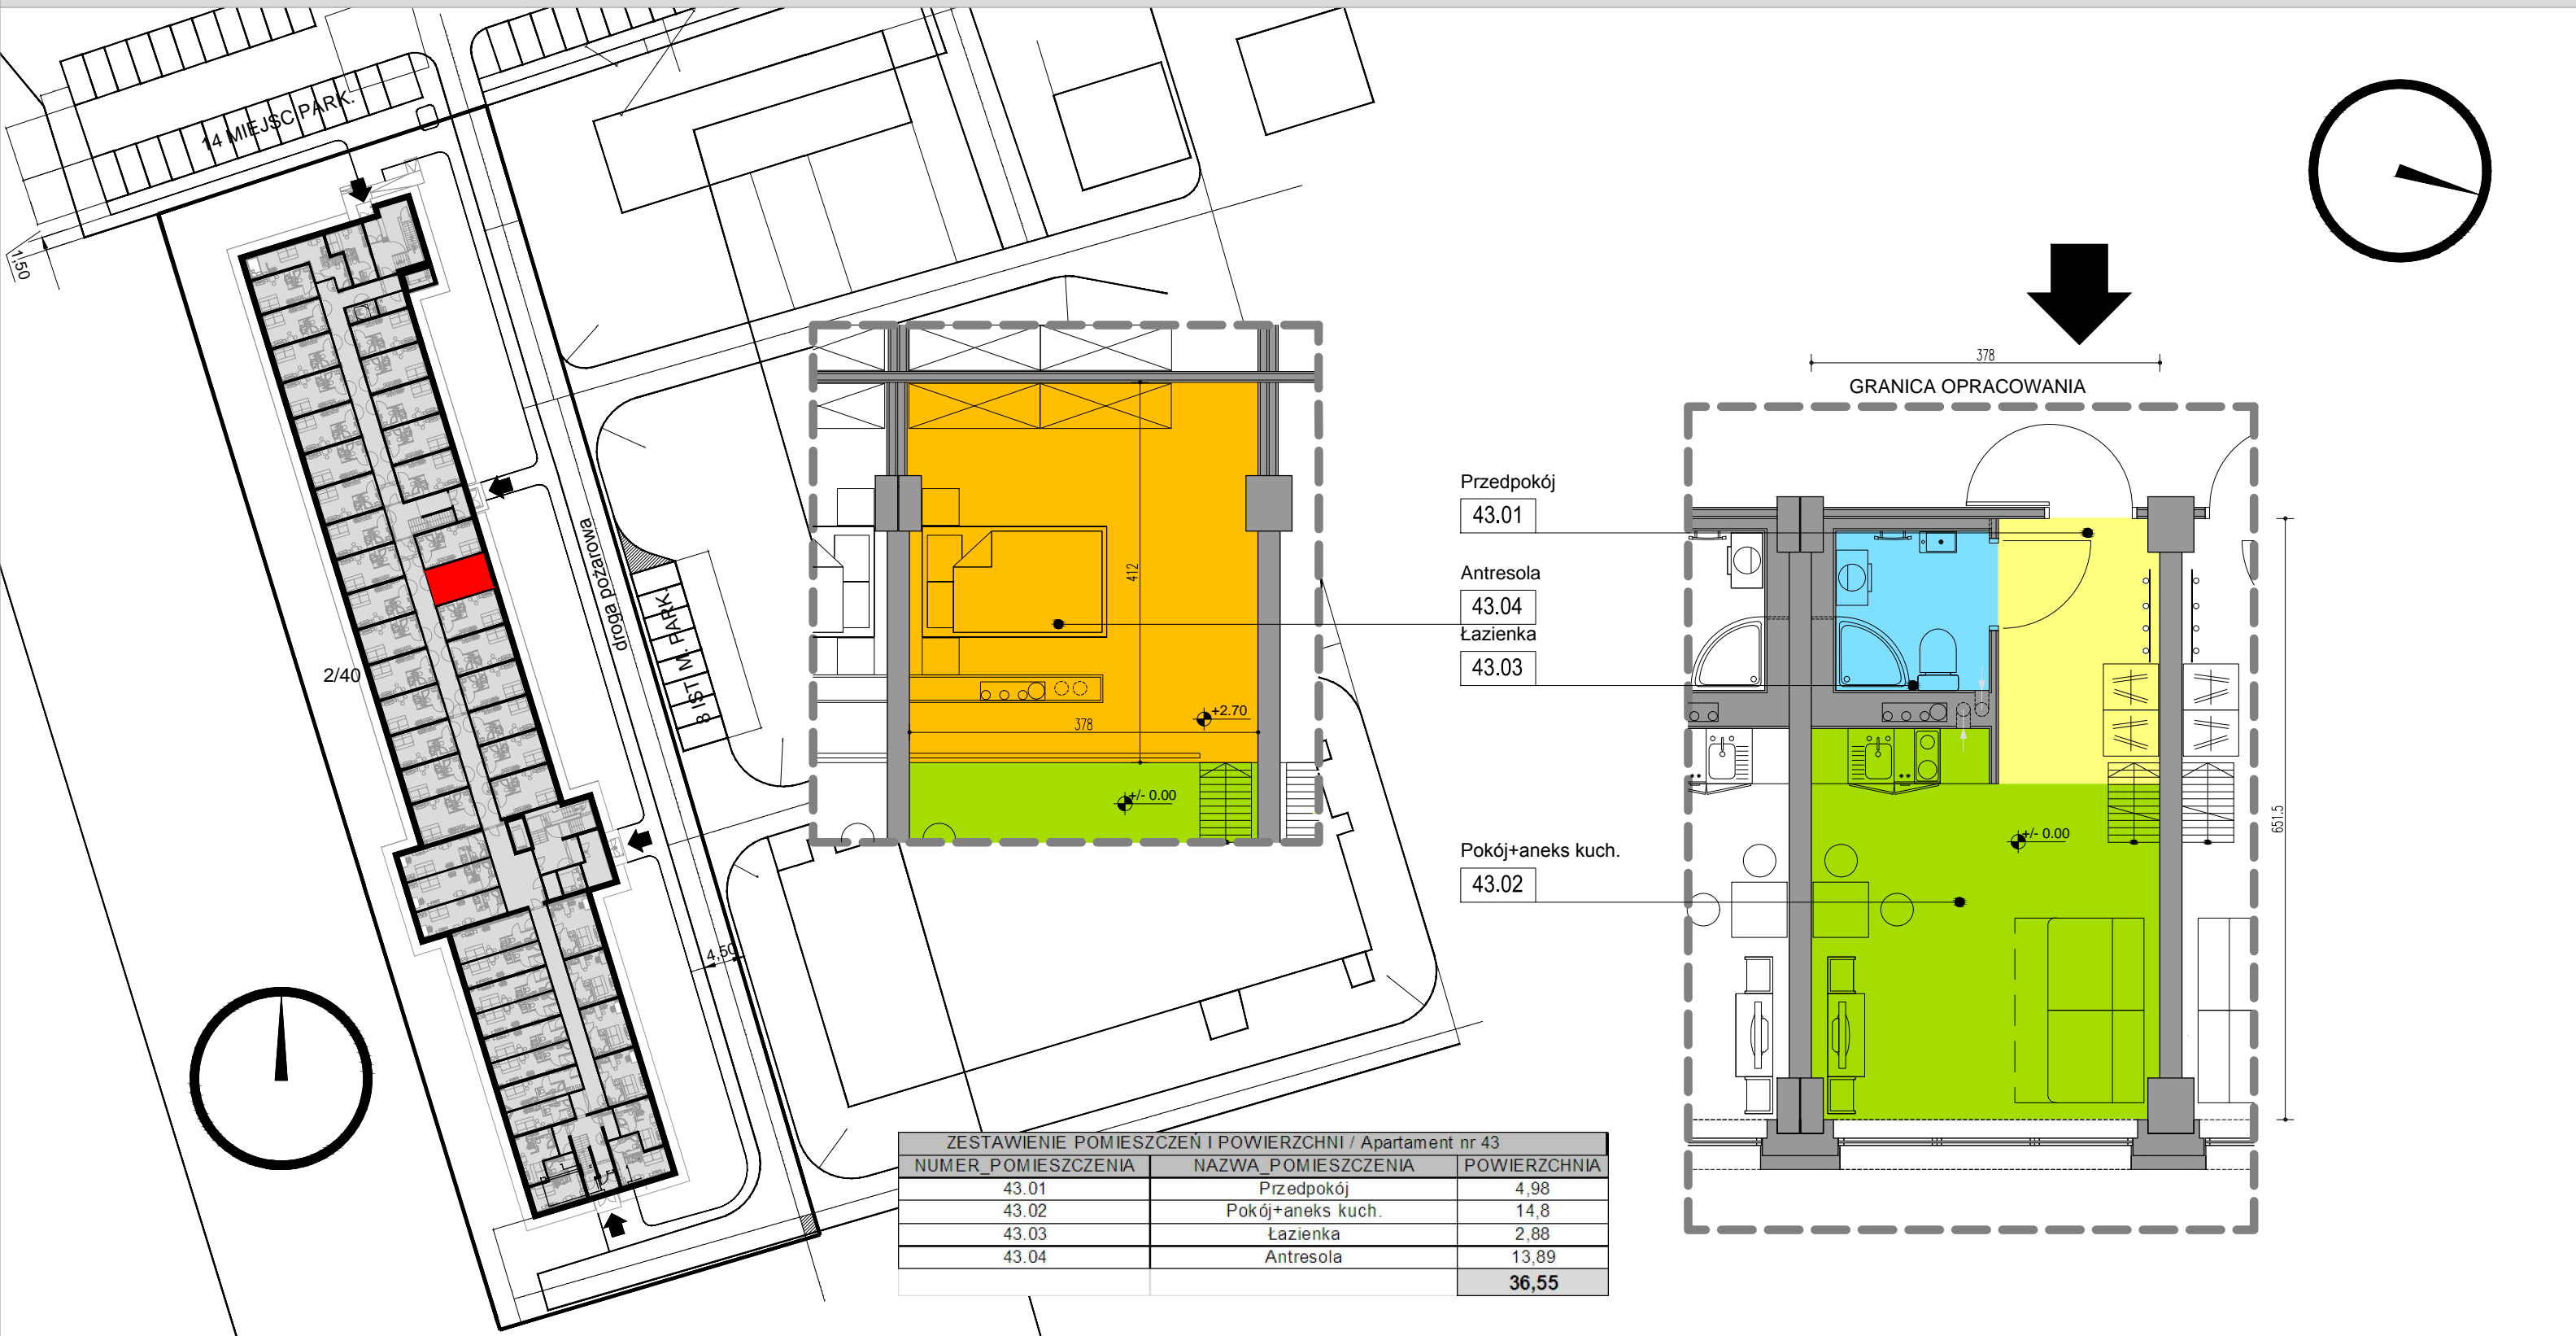 14 MIEJSC PARK.
1,50
2/40
droga pożarowa
8 IST. M. PARK.
4,50
412
+2.70
378
+/- 0.00
378
GRANICA OPRACOWANIA
Przedpokój
43.01
Antresola
43.04
Łazienka
43.03
Pokój+aneks kuch.
43.02
+/- 0.00
651.5
ZESTAWIENIE POMIESZCZEŃ I POWIERZCHNI / Apartament nr 43
NUMER_POMIESZCZENIA NAZWA_POMIESZCZENIA POWIERZCHNIA
43.01 Przedpokój 4,98
43.02 Pokój+aneks kuch. 14,8
43.03 Łazienka 2,88
43.04 Antresola 13,89
36,55